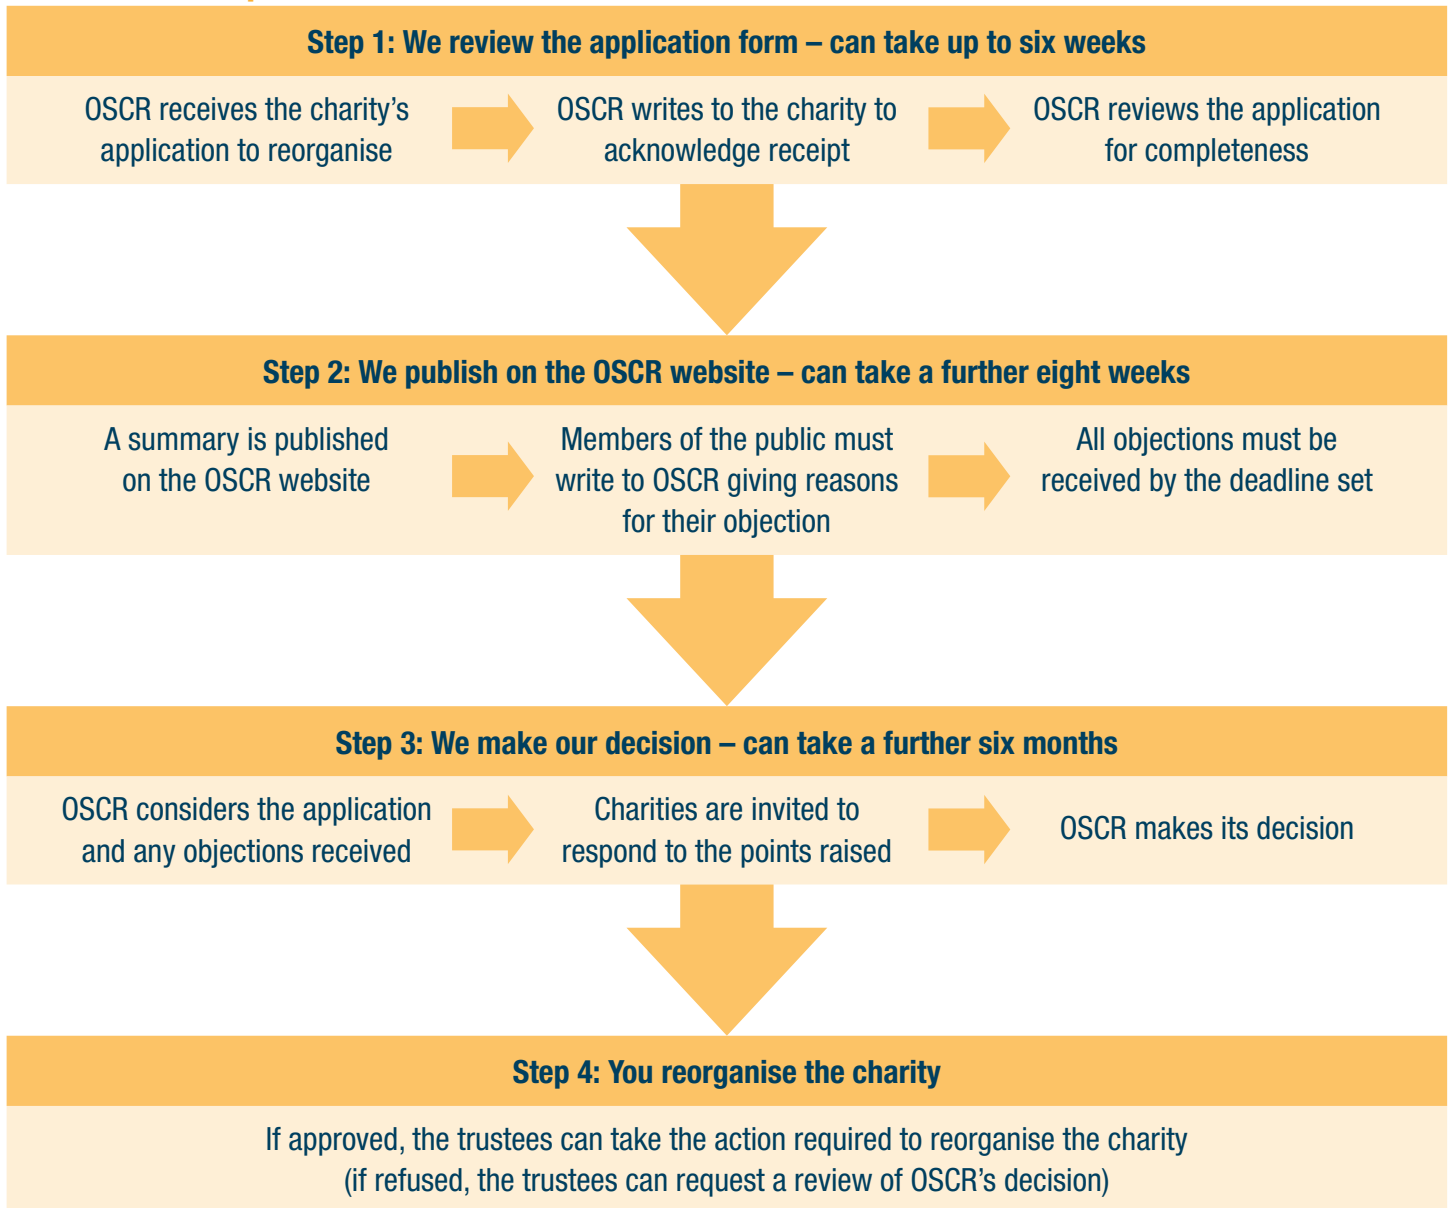 Step 1: We review the application form – can take up to six weeks
OSCR receives the charity’s
application to reorganise
OSCR writes to the charity to
acknowledge receipt
OSCR reviews the application
for completeness
Step 2: We publish on the OSCR website – can take a further eight weeks
A summary is published
on the OSCR website
Members of the public must
write to OSCR giving reasons
for their objection
All objections must be
received by the deadline set
Step 3: We make our decision – can take a further six months
OSCR considers the application
and any objections received
Charities are invited to
respond to the points raised
OSCR makes its decision
Step 4: You reorganise the charity
If approved, the trustees can take the action required to reorganise the charity
(if refused, the trustees can request a review of OSCR’s decision)